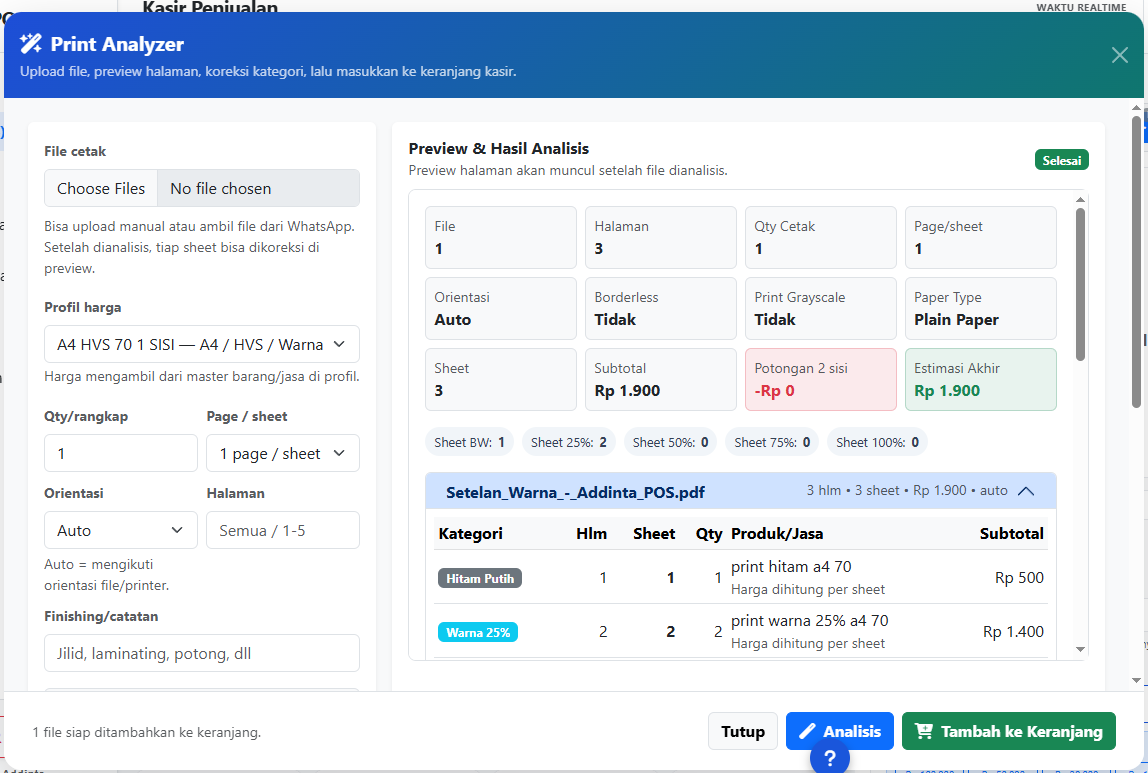 Kasir Penjualan
WAKTU REALTIME
Print Analyzer
Upload file, preview halaman, koreksi kategori, lalu masukkan ke keranjang kasir.
File cetak
Choose Files No file chosen
Bisa upload manual atau ambil file dari WhatsApp.
Setelah dianalisis, tiap sheet bisa dikoreksi di
preview.
Profil harga
A4 HVS 70 1 SISI — A4 / HVS / Warna
Harga mengambil dari master barang/jasa di profil.
Qty/rangkap Page / sheet
1 1 page / sheet
Orientasi Halaman
Auto Semua / 1-5
Auto = mengikuti
orientasi file/printer.
Finishing/catatan
Jilid, laminating, potong, dll
Preview & Hasil Analisis
Preview halaman akan muncul setelah file dianalisis.
Selesai
File Halaman Qty Cetak Page/sheet
1 3 1 1
Orientasi Borderless Print Grayscale Paper Type
Auto Tidak Tidak Plain Paper
Sheet Subtotal Potongan 2 sisi Estimasi Akhir
3 Rp 1.900 -Rp 0 Rp 1.900
Sheet BW: 1 Sheet 25%: 2 Sheet 50%: 0 Sheet 75%: 0 Sheet 100%: 0
Setelan_Warna_-_Addinta_POS.pdf 3 hlm • 3 sheet • Rp 1.900 • auto
Kategori Hlm Sheet Qty Produk/Jasa Subtotal
Hitam Putih 1 1 1 print hitam a4 70 Rp 500
Harga dihitung per sheet
Warna 25% 2 2 2 print warna 25% a4 70 Rp 1.400
Harga dihitung per sheet
1 file siap ditambahkan ke keranjang.
Tutup Analisis Tambah ke Keranjang
?